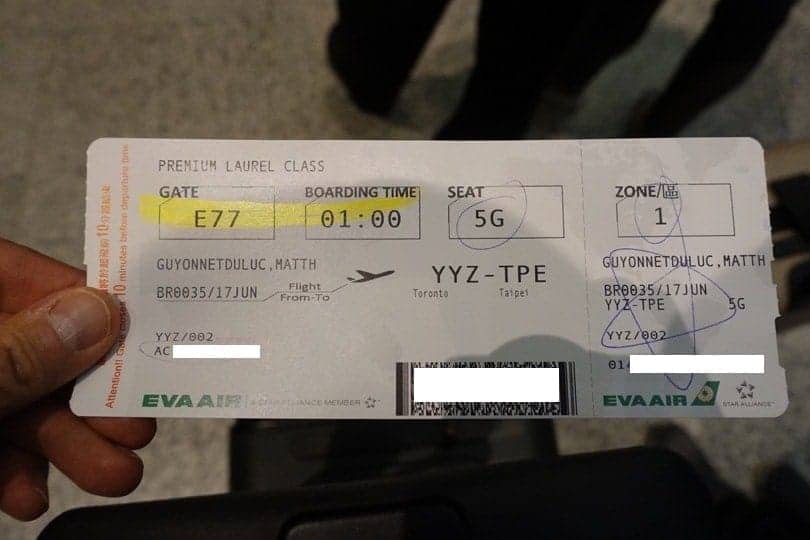 PREMIUM LAUREL CLASS
GATE
E77
BOARDING TIME
01:00
SEAT
5G
ZONE/區
1
GUYONNETDULUC,MATTH
BR0035/17JUN
Flight
From-To
YYZ-TPE
Toronto Taipei
YYZ/002
AC
EVA AIR
A STAR ALLIANCE MEMBER
GUYONNETDULUC,MATTH
BR0035/17JUN
YYZ-TPE 5G
YYZ/002
01
EVA AIR
STAR ALLIANCE
Attention!! Gate closes 10 minutes before departure time